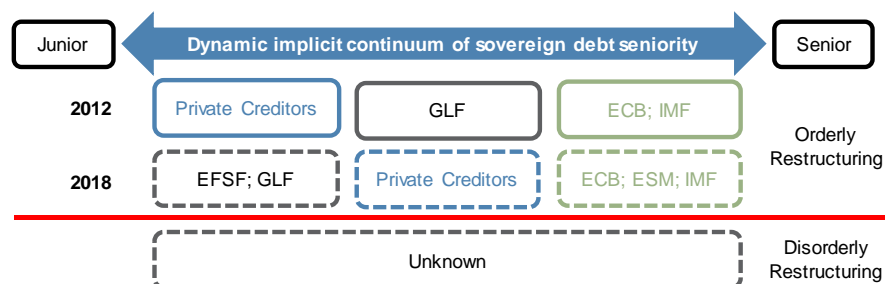 Junior
Dynamic implicit continuum of sovereign debt seniority
Senior
2012
Private Creditors
GLF
ECB; IMF
Orderly
Restructuring
2018
EFSF; GLF
Private Creditors
ECB; ESM; IMF
Unknown
Disorderly
Restructuring